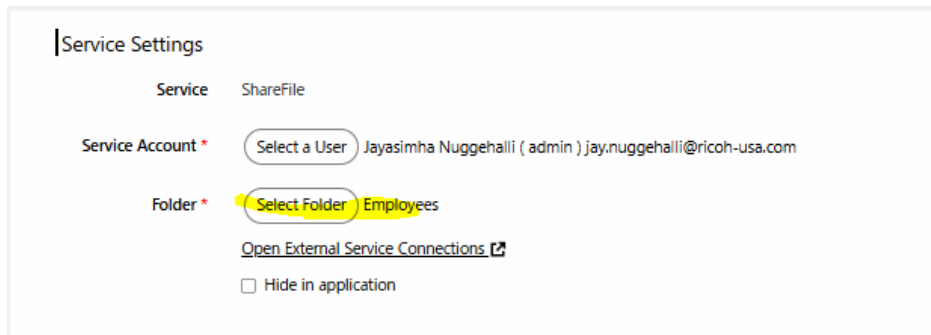 Service Settings
Service ShareFile
Service Account * Select a User Jayasimha Nuggehalli ( admin ) jay.nuggehalli@ricoh-usa.com
Folder * Select Folder Employees
Open External Service Connections
Hide in application